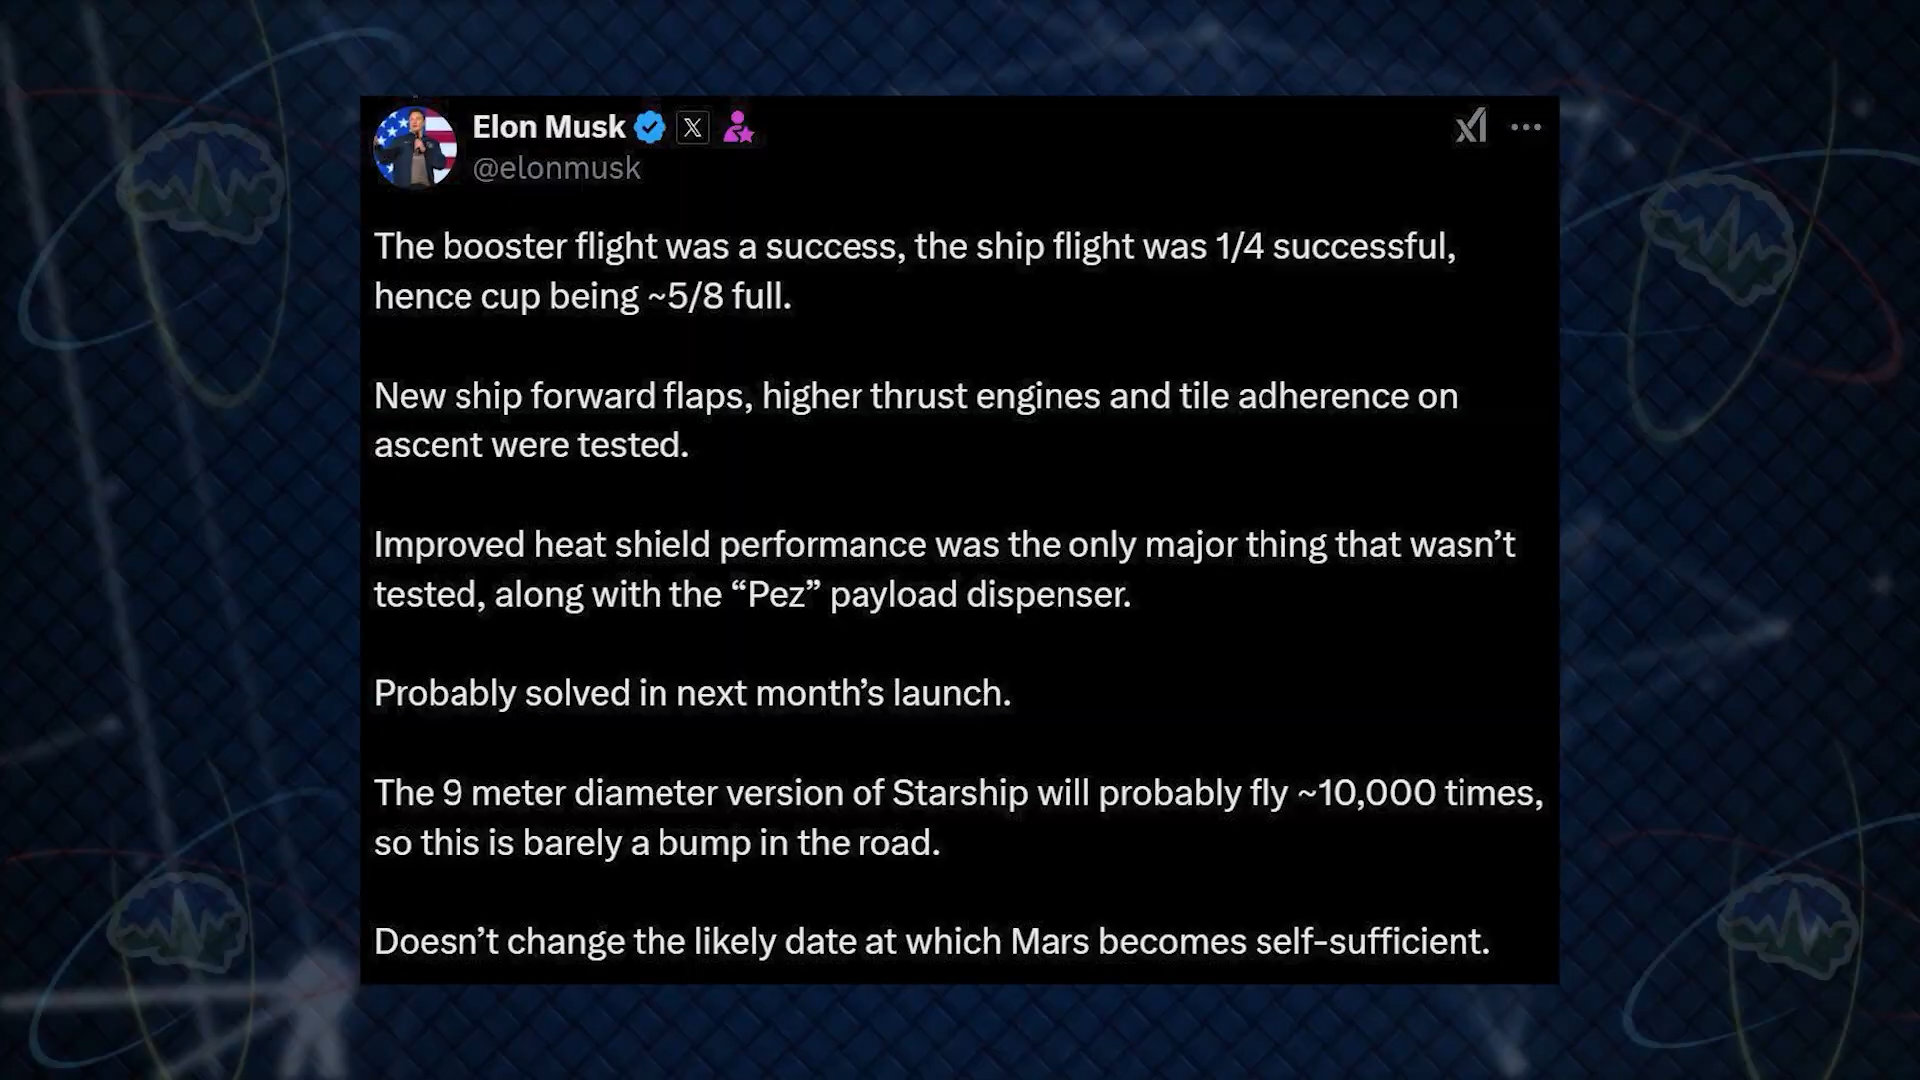 Elon Musk
@elonmusk
The booster flight was a success, the ship flight was 1/4 successful,
hence cup being ~5/8 full.
New ship forward flaps, higher thrust engines and tile adherence on
ascent were tested.
Improved heat shield performance was the only major thing that wasn’t
tested, along with the “Pez” payload dispenser.
Probably solved in next month’s launch.
The 9 meter diameter version of Starship will probably fly ~10,000 times,
so this is barely a bump in the road.
Doesn’t change the likely date at which Mars becomes self-sufficient.